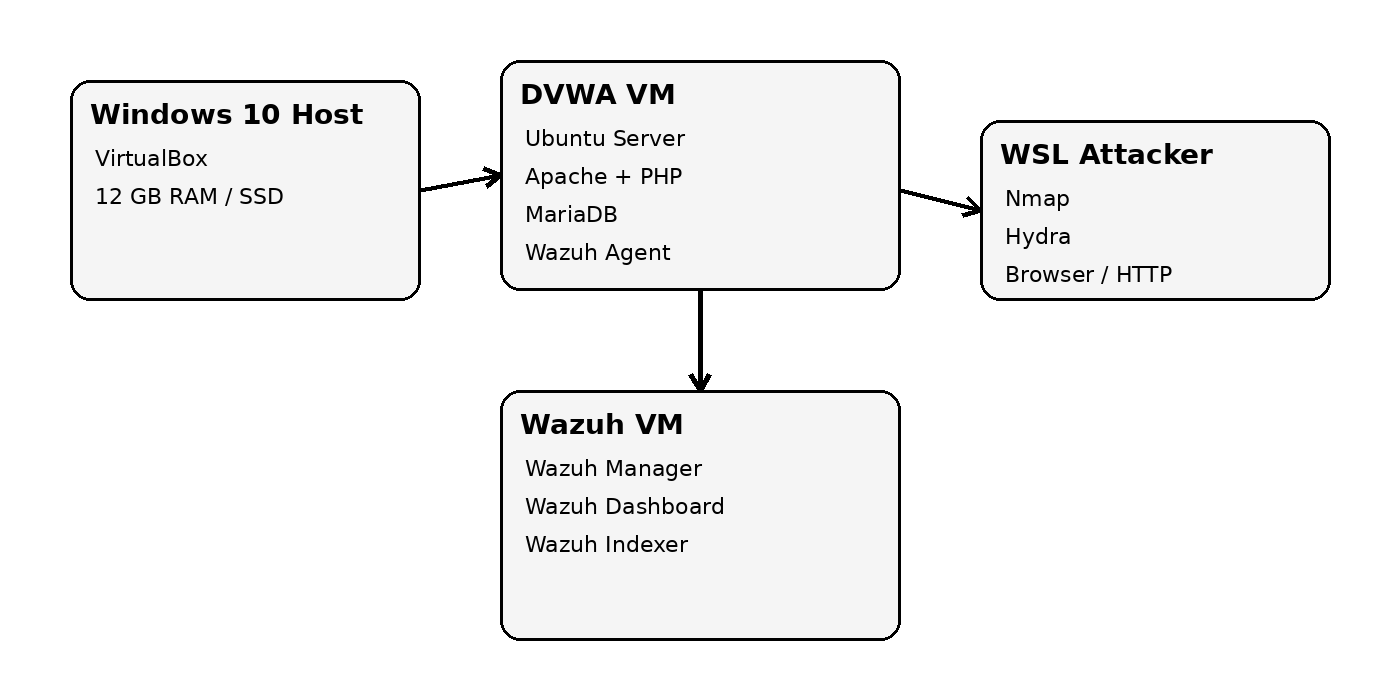 Windows 10 Host
VirtualBox
12 GB RAM / SSD
DVWA VM
Ubuntu Server
Apache + PHP
MariaDB
Wazuh Agent
WSL Attacker
Nmap
Hydra
Browser / HTTP
Wazuh VM
Wazuh Manager
Wazuh Dashboard
Wazuh Indexer